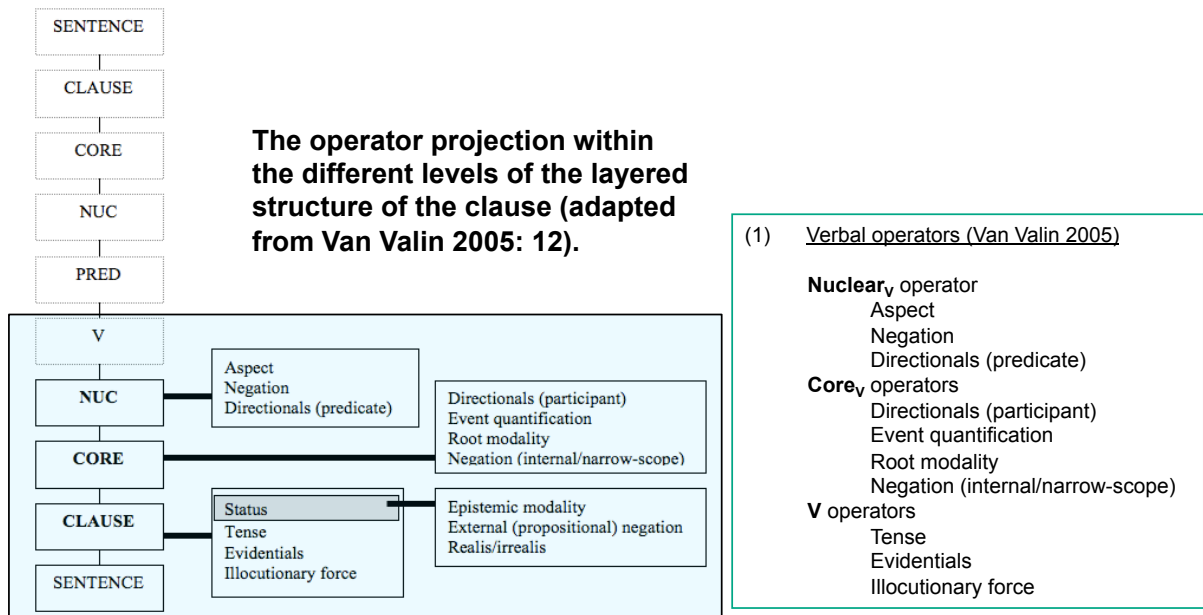 SENTENCE
CLAUSE
CORE
NUC
PRED
V
NUC
CORE
CLAUSE
SENTENCE
The operator projection within
the different levels of the layered
structure of the clause (adapted
from Van Valin 2005: 12).
Aspect
Negation
Directionals (predicate)
Directionals (participant)
Event quantification
Root modality
Negation (internal/narrow-scope)
Status
Tense
Evidentials
Illocutionary force
Epistemic modality
External (propositional) negation
Realis/irrealis
(1) Verbal operators (Van Valin 2005)
NuclearV operator
Aspect
Negation
Directionals (predicate)
CoreV operators
Directionals (participant)
Event quantification
Root modality
Negation (internal/narrow-scope)
V operators
Tense
Evidentials
Illocutionary force